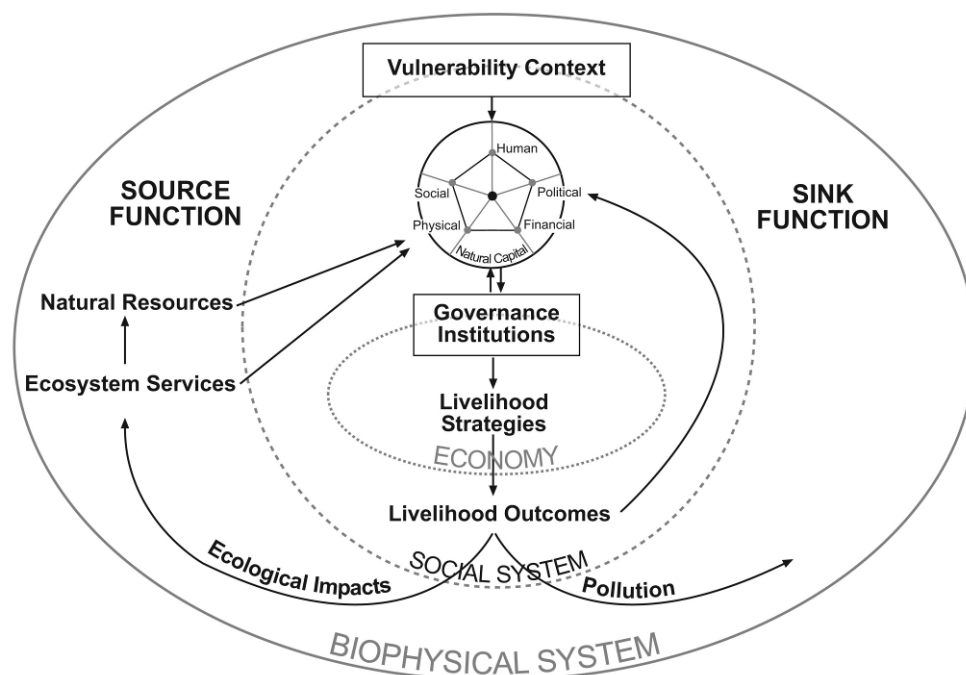 Vulnerability Context
Human
Social
Political
Physical
Financial
Natural Capital
SOURCE
FUNCTION
SINK
FUNCTION
Natural Resources
Governance
Institutions
Ecosystem Services
Livelihood
Strategies
ECONOMY
Livelihood Outcomes
Ecological Impacts
SOCIAL SYSTEM
Pollution
BIOPHYSICAL SYSTEM